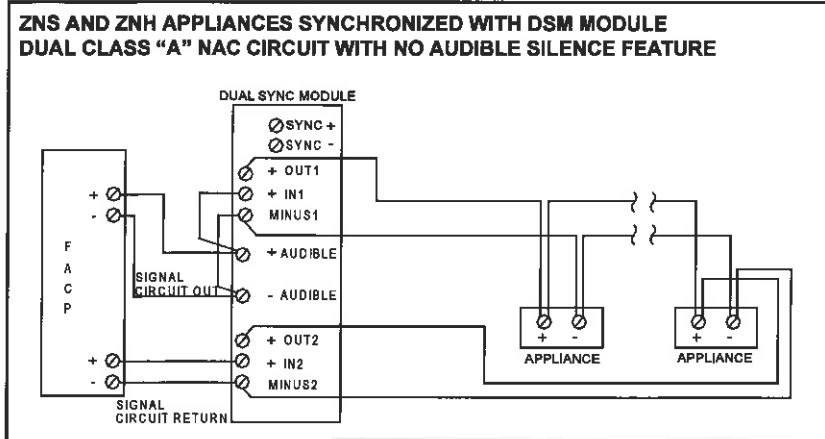 ZNS AND ZNH APPLIANCES SYNCHRONIZED WITH DSM MODULE
DUAL CLASS “A” NAC CIRCUIT WITH NO AUDIBLE SILENCE FEATURE
DUAL SYNC MODULE
SYNC +
SYNC -
+ OUT1
+ IN1
MINUS1
+ AUDIBLE
- AUDIBLE
+ OUT2
+ IN2
MINUS2
+
-
F
A
C
P
+
-
SIGNAL
CIRCUIT OUT
SIGNAL
CIRCUIT RETURN
+ -
APPLIANCE
+ -
APPLIANCE